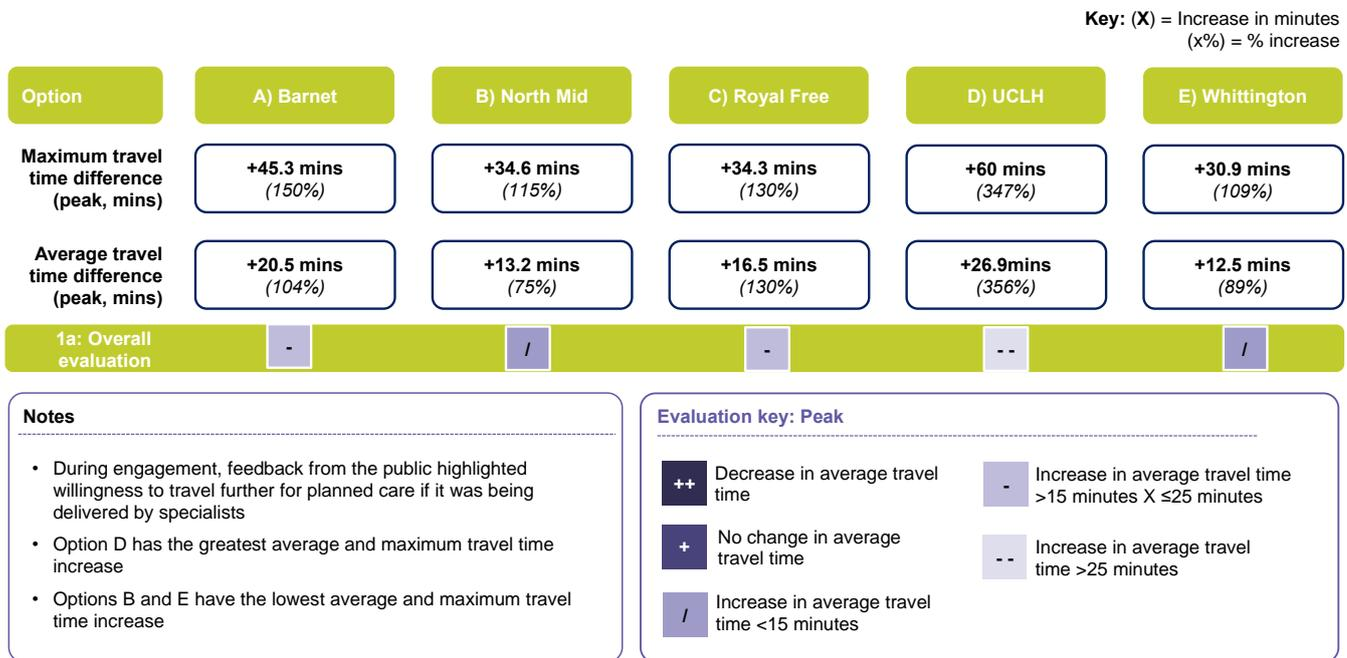 Key: (X) = Increase in minutes
(x%) = % increase
Option
A) Barnet
B) North Mid
C) Royal Free
D) UCLH
E) Whittington
Maximum travel
time difference
(peak, mins)
+45.3 mins
(150%)
+34.6 mins
(115%)
+34.3 mins
(130%)
+60 mins
(347%)
+30.9 mins
(109%)
Average travel
time difference
(peak, mins)
+20.5 mins
(104%)
+13.2 mins
(75%)
+16.5 mins
(130%)
+26.9mins
(356%)
+12.5 mins
(89%)
1a: Overall
evaluation
-
/
-
- -
/
Notes
• During engagement, feedback from the public highlighted
willingness to travel further for planned care if it was being
delivered by specialists
• Option D has the greatest average and maximum travel time
increase
• Options B and E have the lowest average and maximum travel
time increase
Evaluation key: Peak
++
Decrease in average travel
time
+
No change in average
travel time
/
Increase in average travel
time <15 minutes
-
Increase in average travel time
>15 minutes X ≤25 minutes
- -
Increase in average travel
time >25 minutes